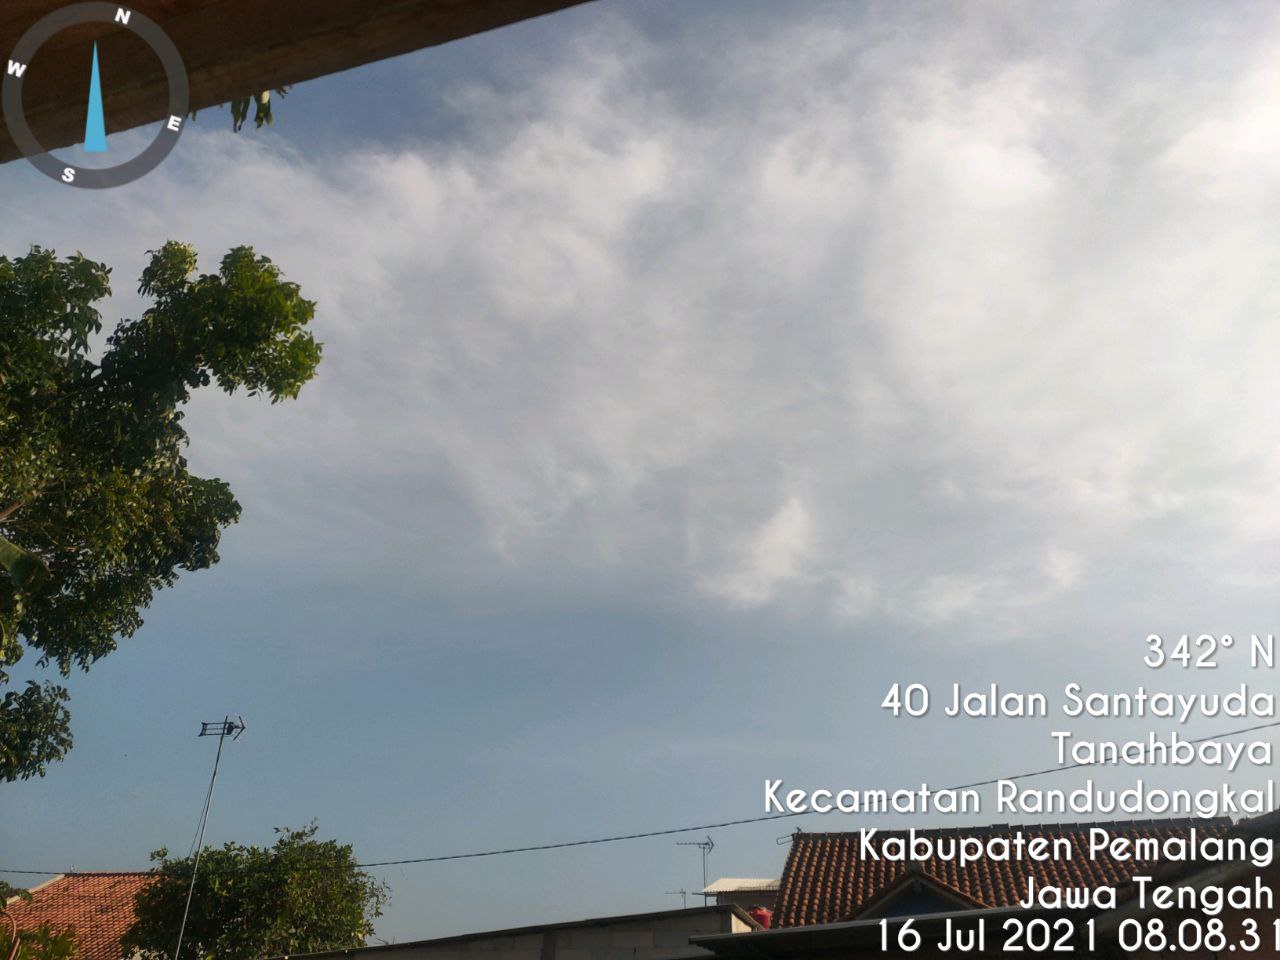 N
W
E
S
342° N
40 Jalan Santayuda
Tanahbaya
Kecamatan Randudongkal
Kabupaten Pemalang
Jawa Tengah
16 Jul 2021 08.08.31